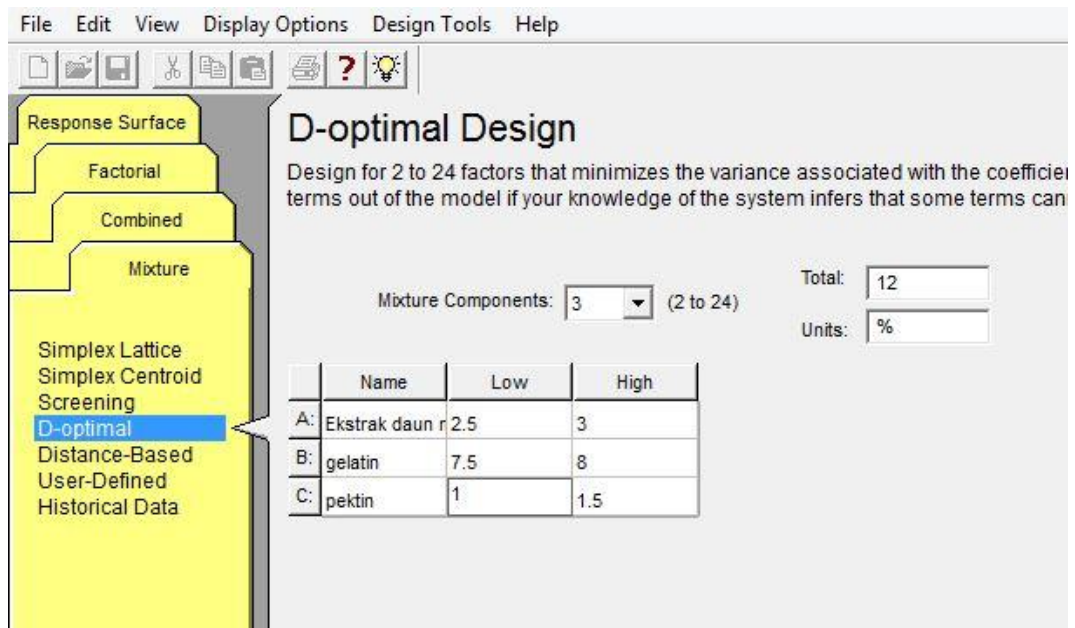 File Edit View Display Options Design Tools Help
Response Surface
Factorial
Combined
Mixture
Simplex Lattice
Simplex Centroid
Screening
D-optimal
Distance-Based
User-Defined
Historical Data
D-optimal Design
Design for 2 to 24 factors that minimizes the variance associated with the
terms out of the model if your knowledge of the system infers that some terms
Mixture Components: 3 (2 to 24)
Total: 12
Units: %
Name Low High
A: Ekstrak daun 2.5 3
B: gelatin 7.5 8
C: pektin 1 1.5